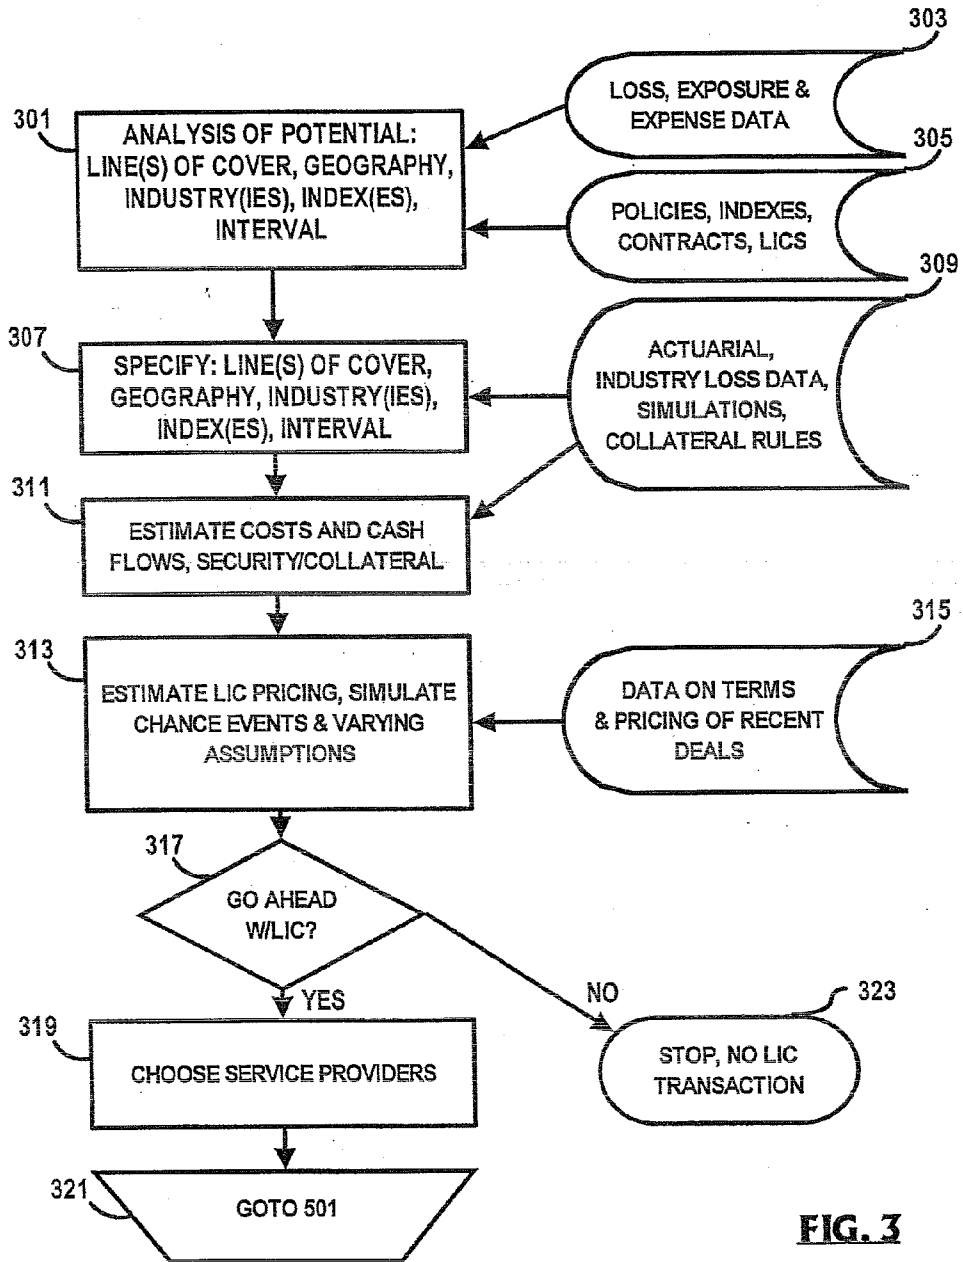 303
LOSS, EXPOSURE &
EXPENSE DATA
301
ANALYSIS OF POTENTIAL:
LINE(S) OF COVER, GEOGRAPHY,
INDUSTRY(IES), INDEX(ES),
INTERVAL
305
POLICIES, INDEXES,
CONTRACTS, LICS
309
307
SPECIFY: LINE(S) OF COVER,
GEOGRAPHY, INDUSTRY(IES),
INDEX(ES), INTERVAL
ACTUARIAL,
INDUSTRY LOSS DATA,
SIMULATIONS,
COLLATERAL RULES
311
ESTIMATE COSTS AND CASH
FLOWS, SECURITY/COLLATERAL
313
ESTIMATE LIC PRICING, SIMULATE
CHANCE EVENTS & VARYING
ASSUMPTIONS
315
DATA ON TERMS
& PRICING OF RECENT
DEALS
317
GO AHEAD
W/LIC?
YES
NO
319
CHOOSE SERVICE PROVIDERS
323
STOP, NO LIC
TRANSACTION
321
GOTO 501
FIG. 3